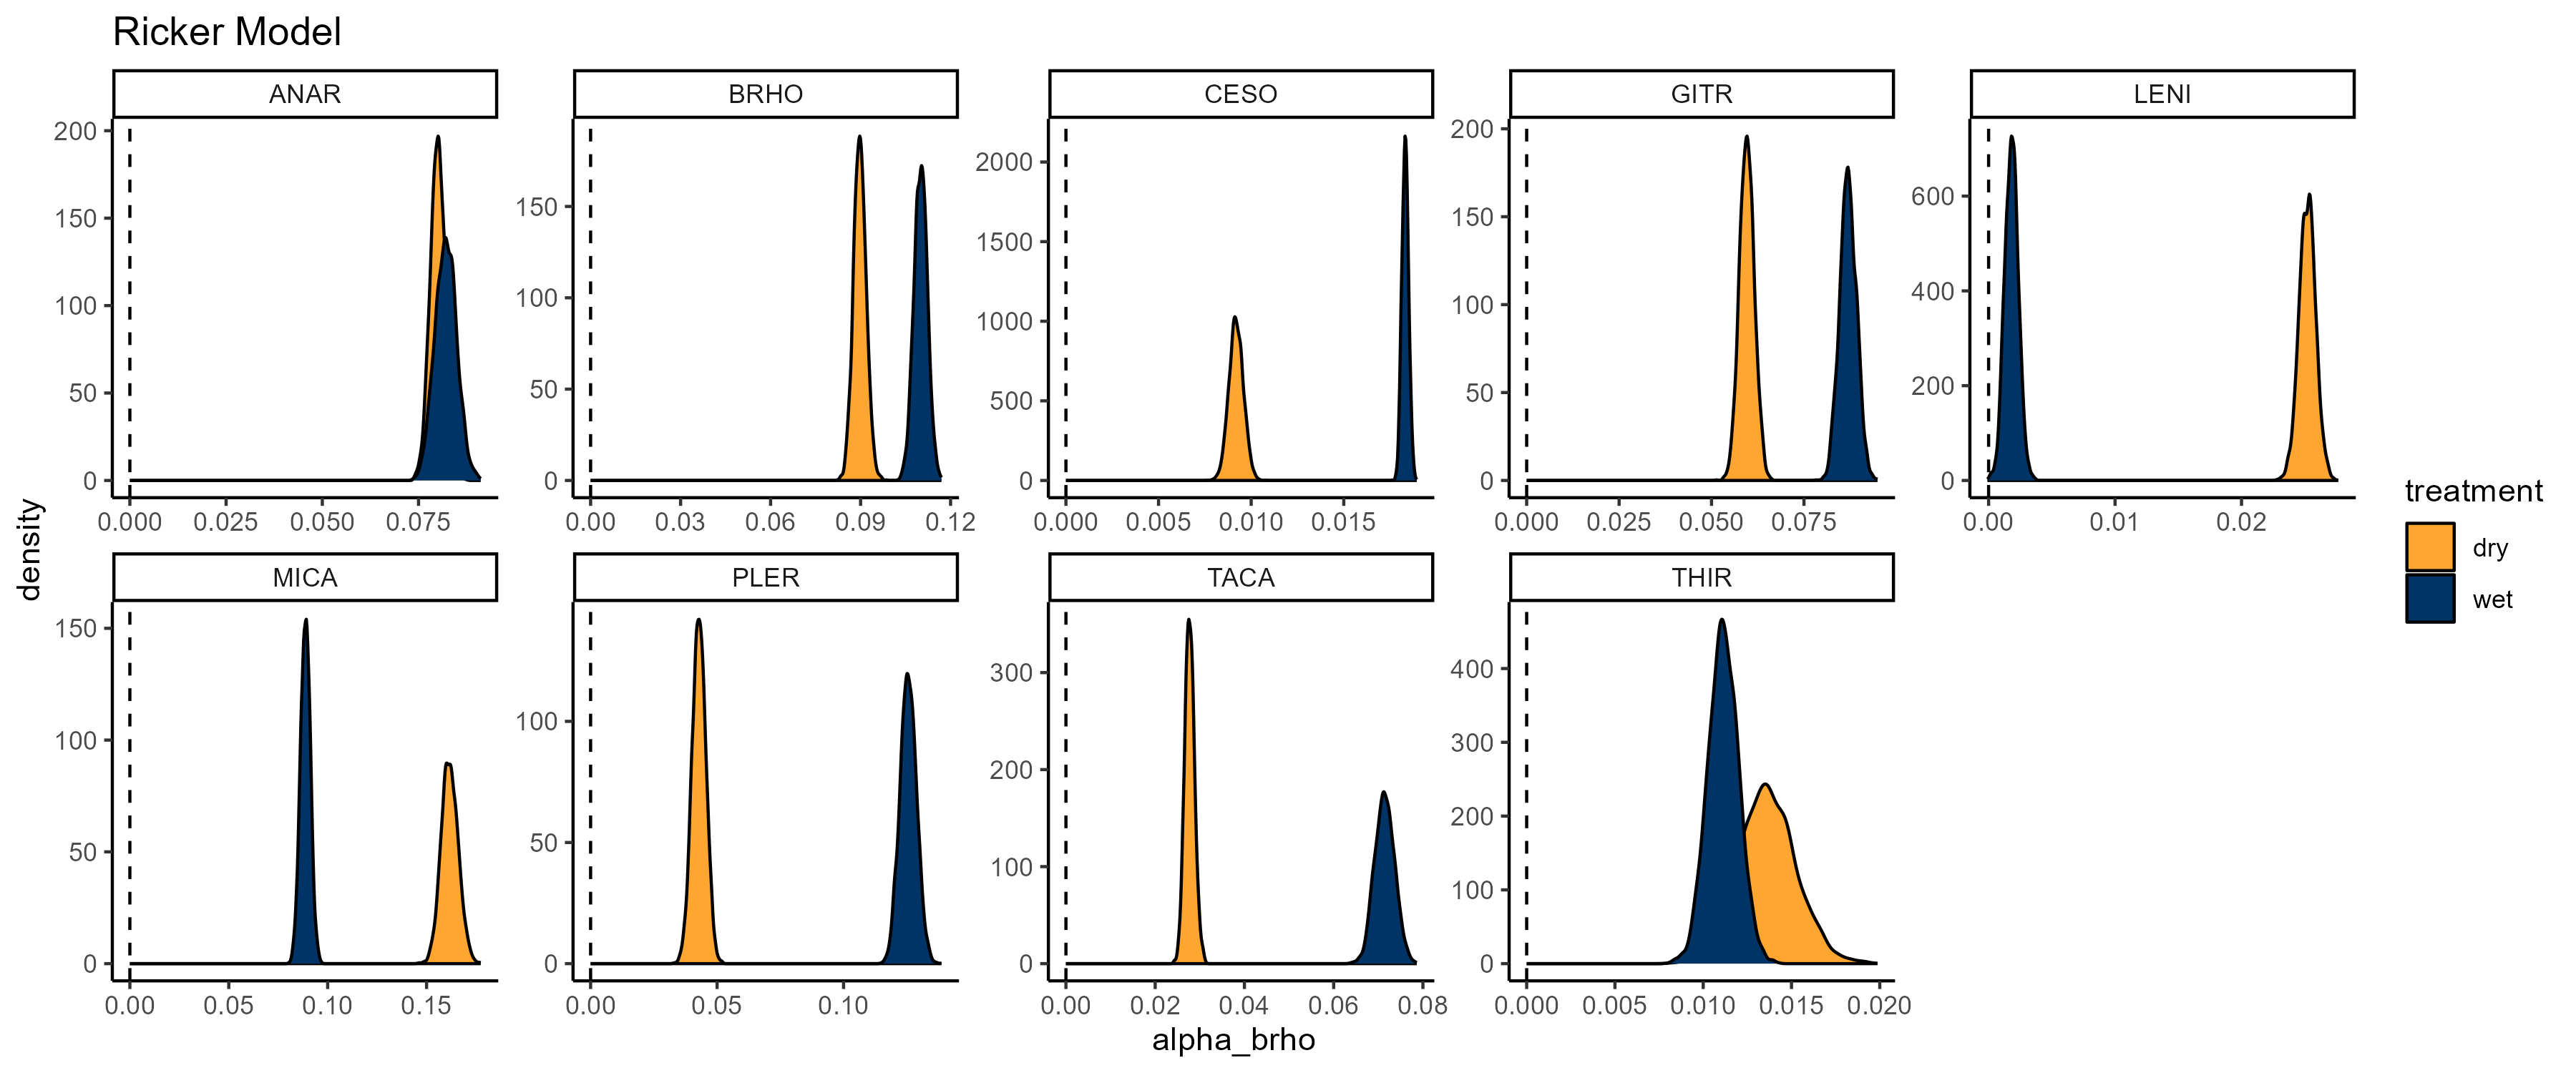 Ricker Model
ANAR BRHO CESO GITR LENI
200
150
100
50
0
0.000 0.025 0.050 0.075
150
100
50
0
0.00 0.03 0.06 0.09 0.12
2000
1500
1000
500
0
0.000 0.005 0.010 0.015
200
150
100
50
0
0.000 0.025 0.050 0.075
600
400
200
0
0.00 0.01 0.02
MICA PLER TACA THIR
150
100
50
0
0.00 0.05 0.10 0.15
100
50
0
0.00 0.05 0.10
300
200
100
0
0.00 0.02 0.04 0.06 0.08
400
300
200
100
0
0.000 0.005 0.010 0.015 0.020
density
alpha_brho
treatment
dry
wet